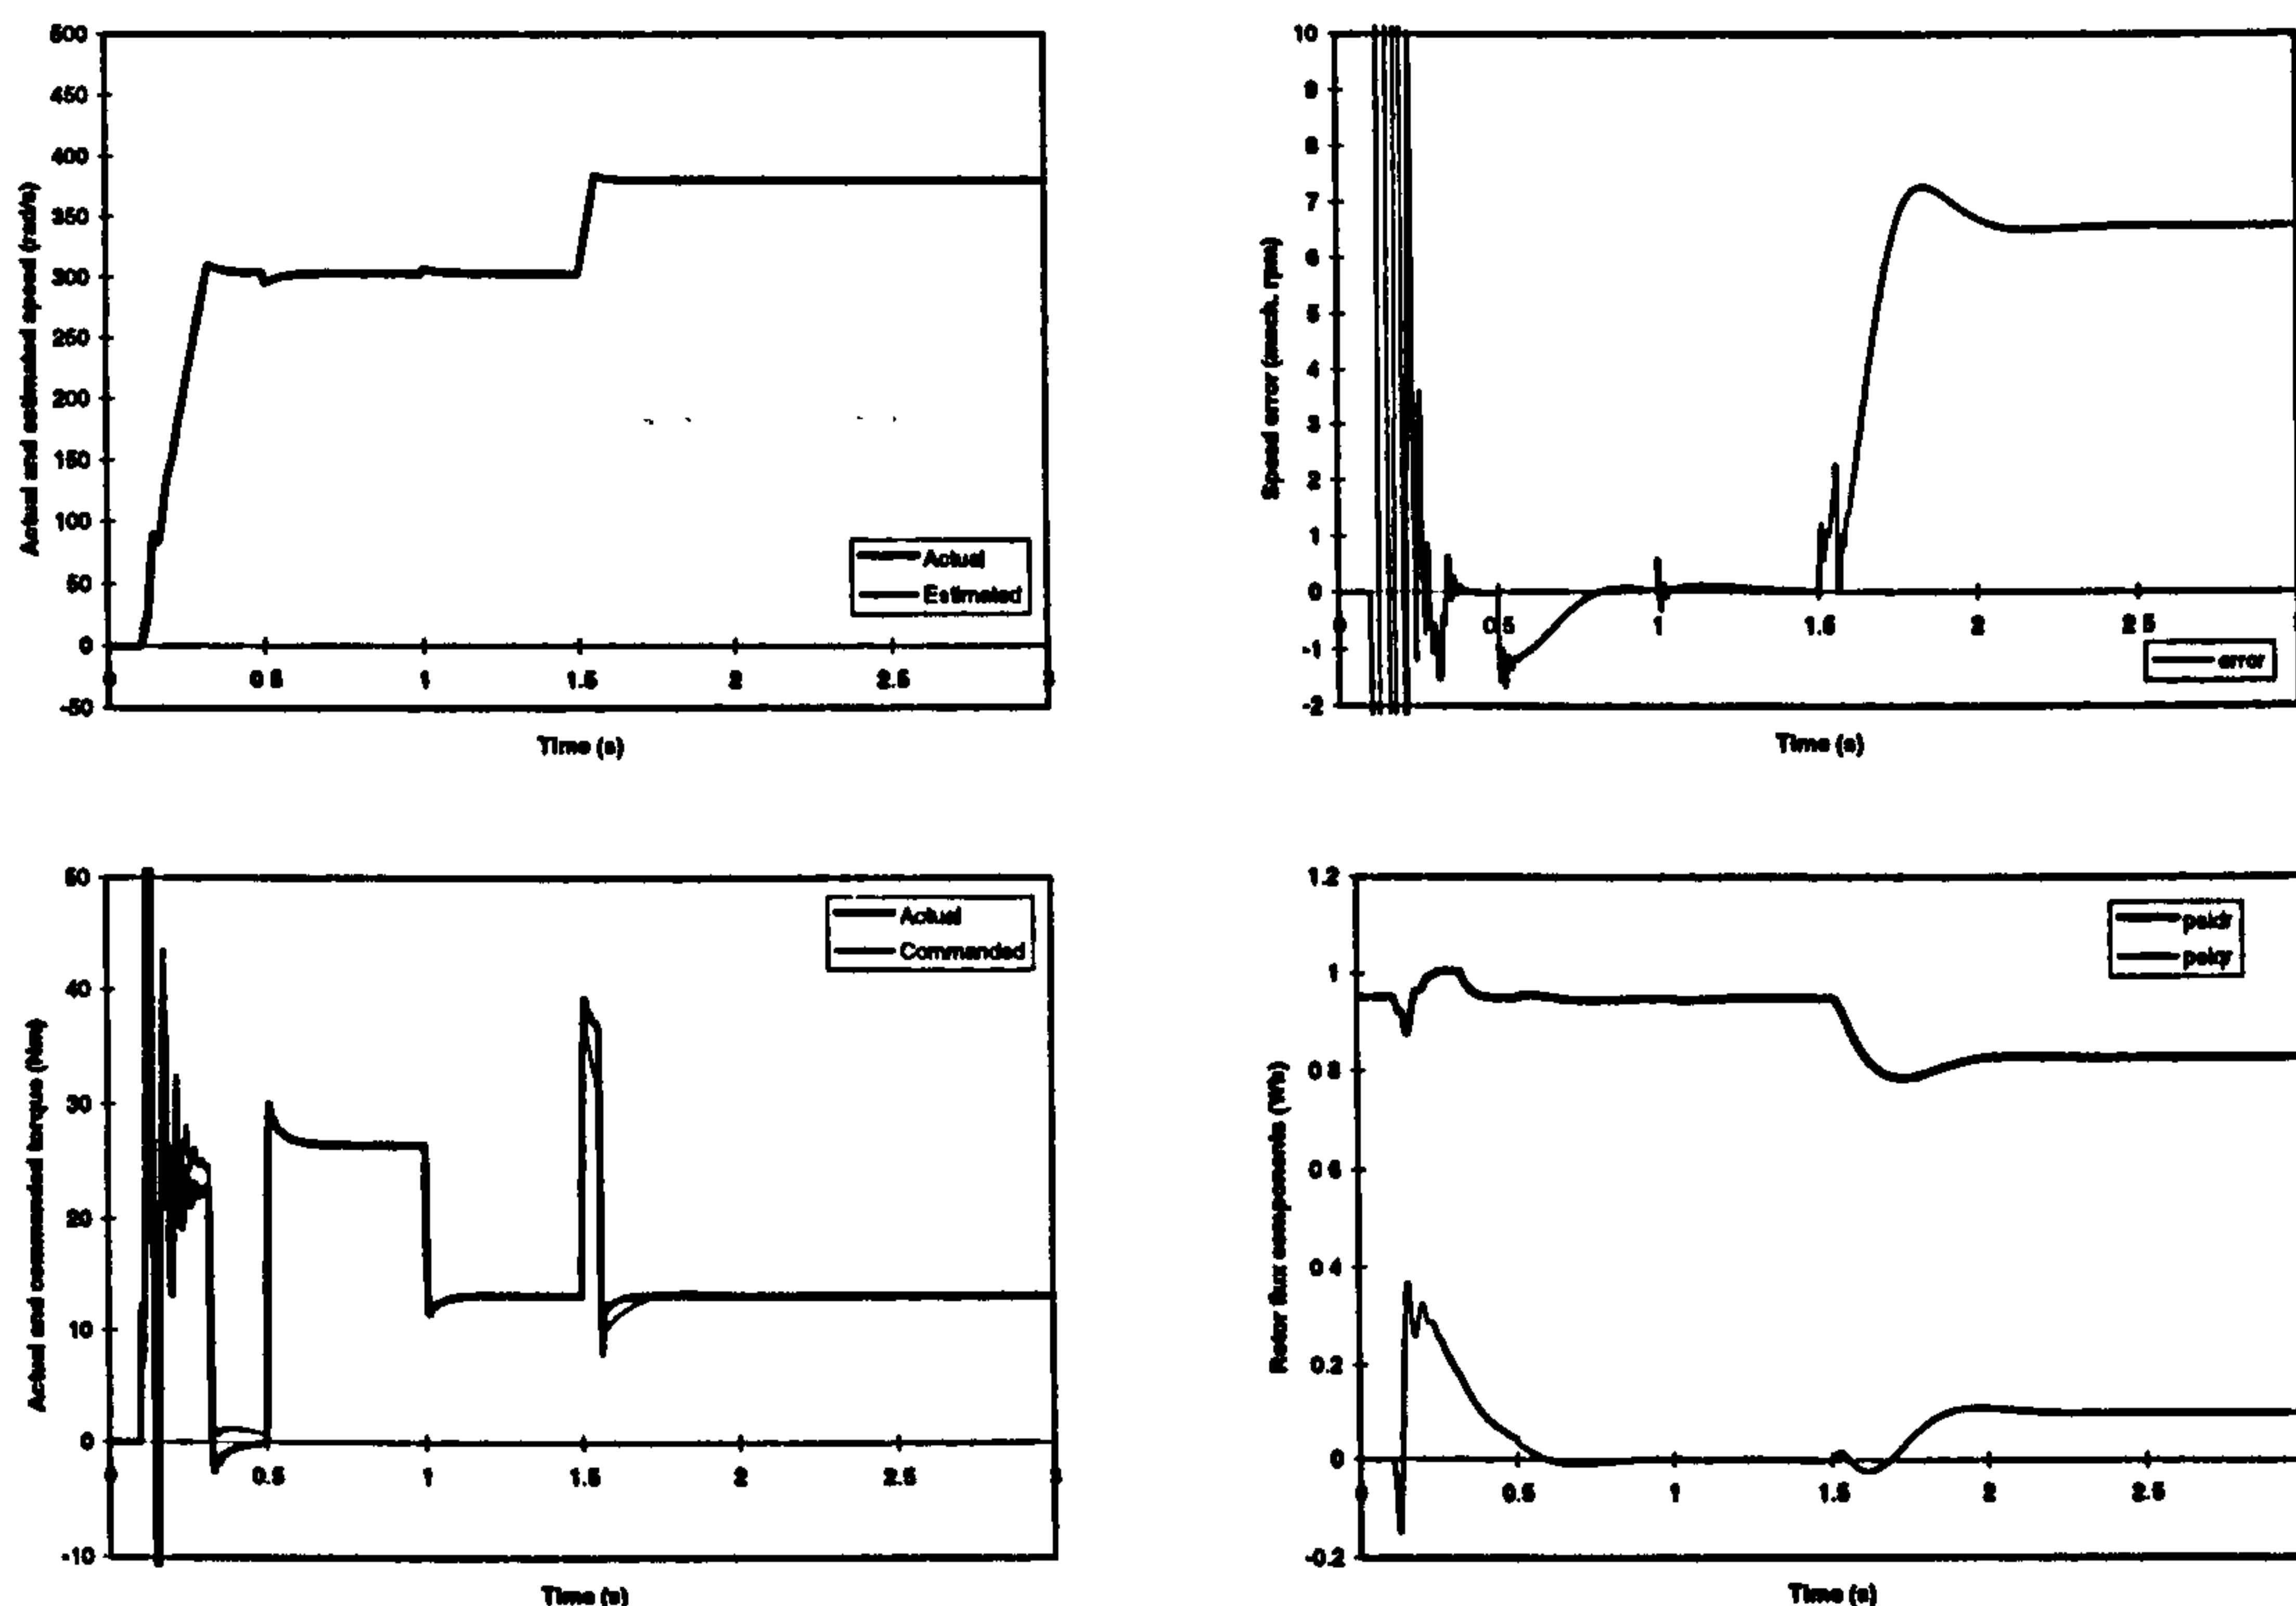 500
450
400
350
300
250
200
150
100
50
0
-50
0 0.5 1 1.5 2 2.5 3
Actual and estimated speed (rad/s)
Time (s)
Actual
Estimated
10
9
8
7
6
5
4
3
2
1
0
-1
-2
0 0.5 1 1.5 2 2.5
Speed error (mech. rpm)
Time (s)
error
50
40
30
20
10
0
-10
0 0.5 1 1.5 2 2.5 3
Actual and commanded torque (Nm)
Time (s)
Actual
Commanded
1.2
1
0.8
0.6
0.4
0.2
0
-0.2
0 0.5 1 1.5 2 2.5
Rotor flux components (Wb)
Time (s)
psidr
psiqr